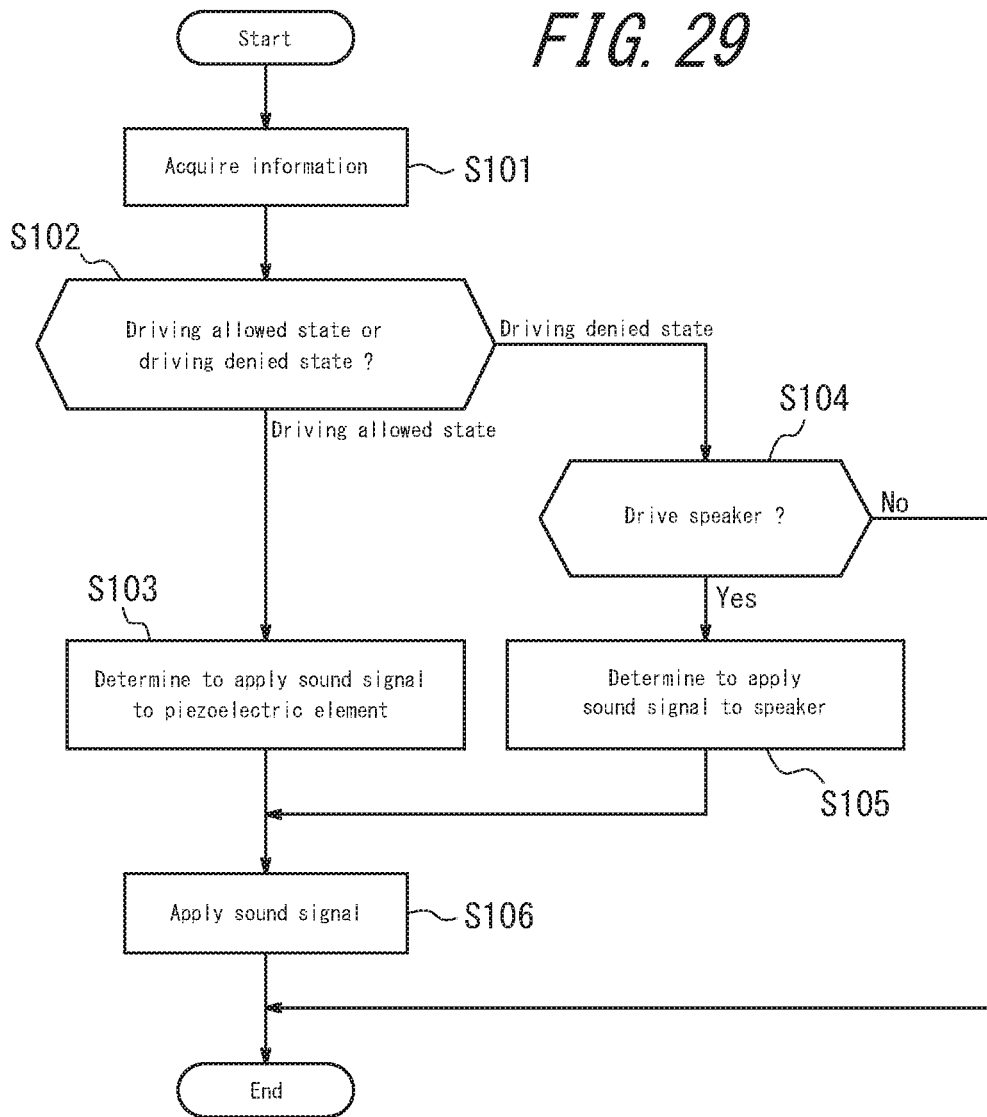 FIG. 29
Start
Acquire information
S101
S102
Driving allowed state or
driving denied state ?
Driving denied state
Driving allowed state
S104
Drive speaker ?
No
Yes
S103
Determine to apply sound signal
to piezoelectric element
Determine to apply
sound signal to speaker
S105
Apply sound signal
S106
End